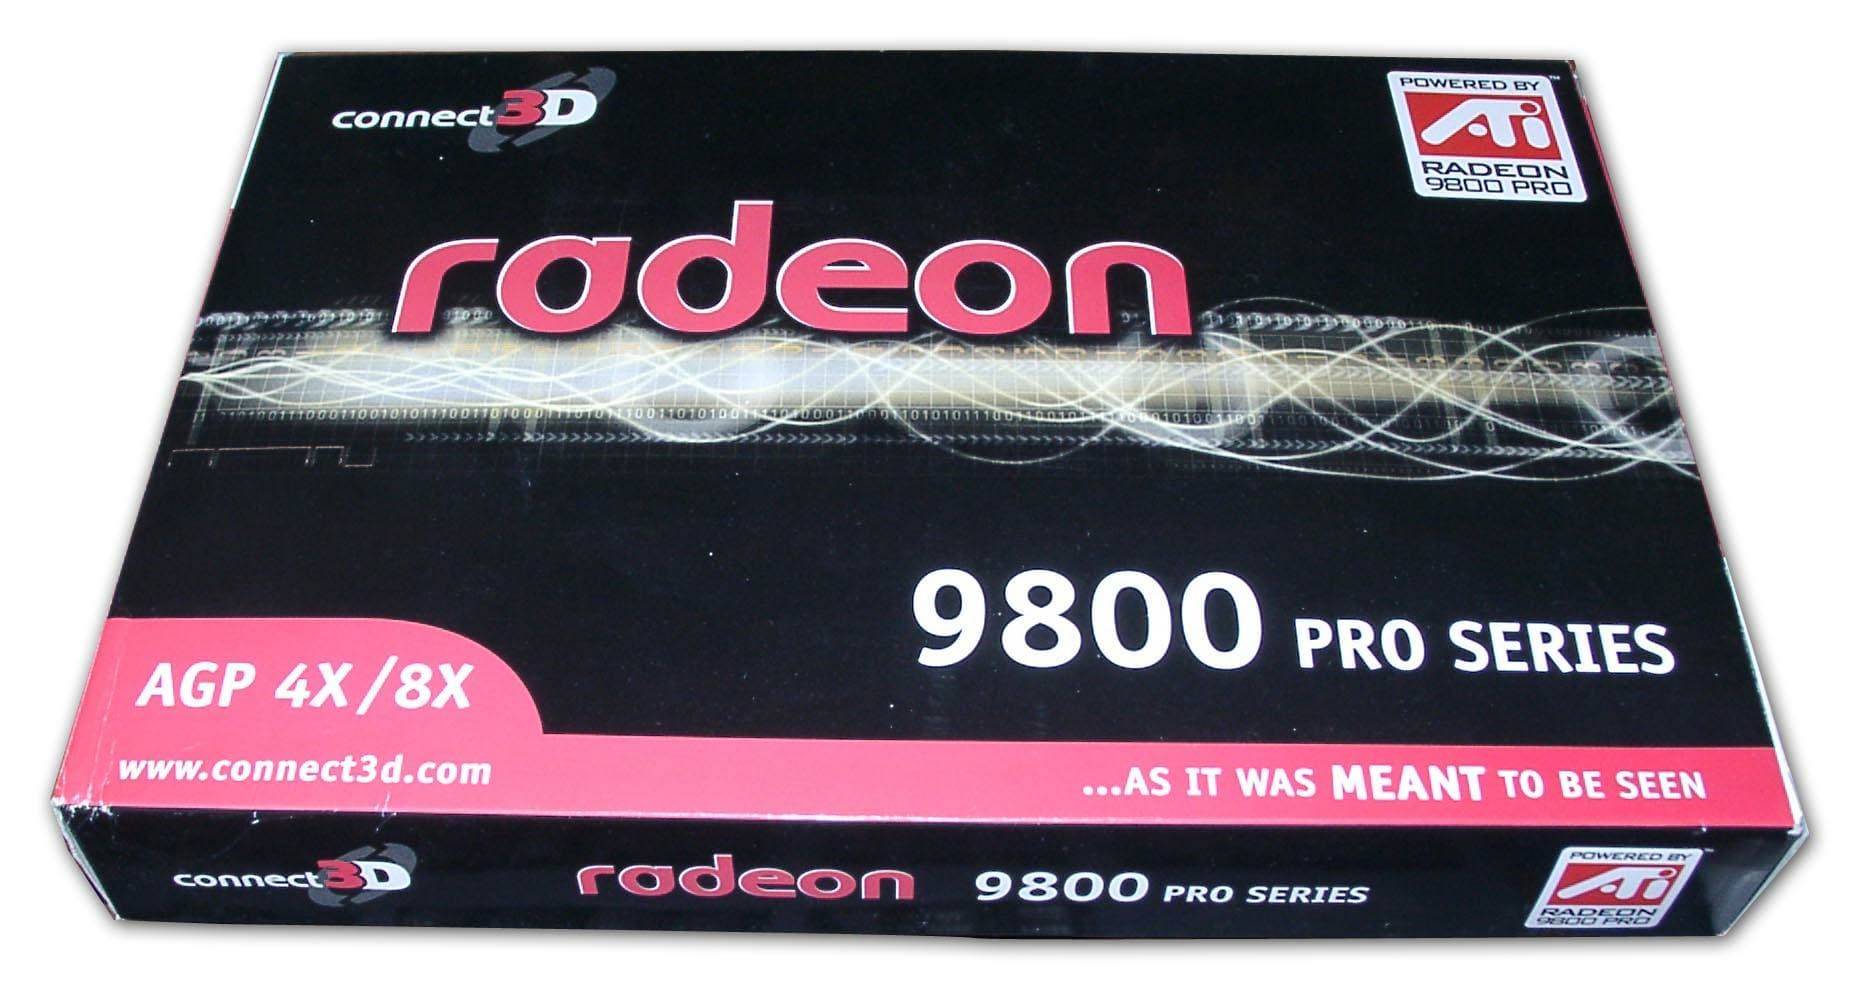 connect3D
POWERED BY
ATi
RADEON
9800 PRO
radeon
9800 PRO SERIES
AGP 4X/8X
www.connect3d.com
...AS IT WAS MEANT TO BE SEEN
connect3D
radeon
9800 PRO SERIES
POWERED BY
ATi
RADEON
9800 PRO